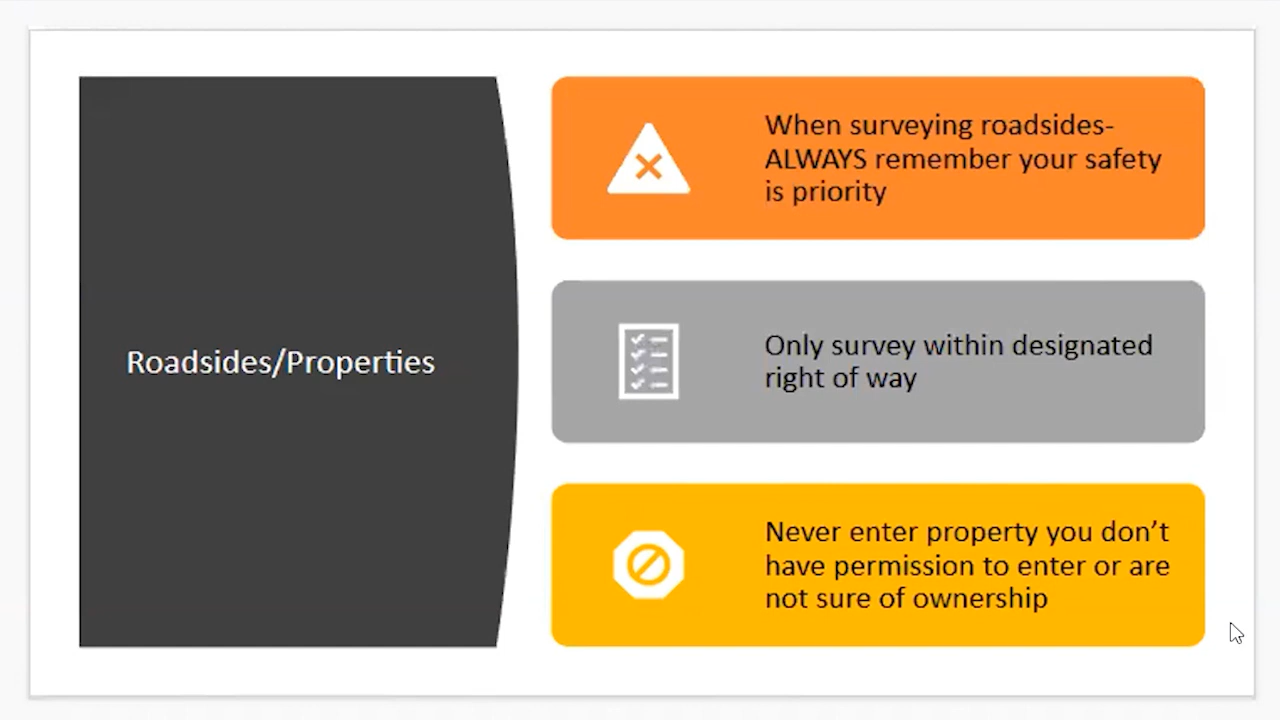 Roadsides/Properties
When surveying roadsides-
ALWAYS remember your safety
is priority
Only survey within designated
right of way
Never enter property you don’t
have permission to enter or are
not sure of ownership